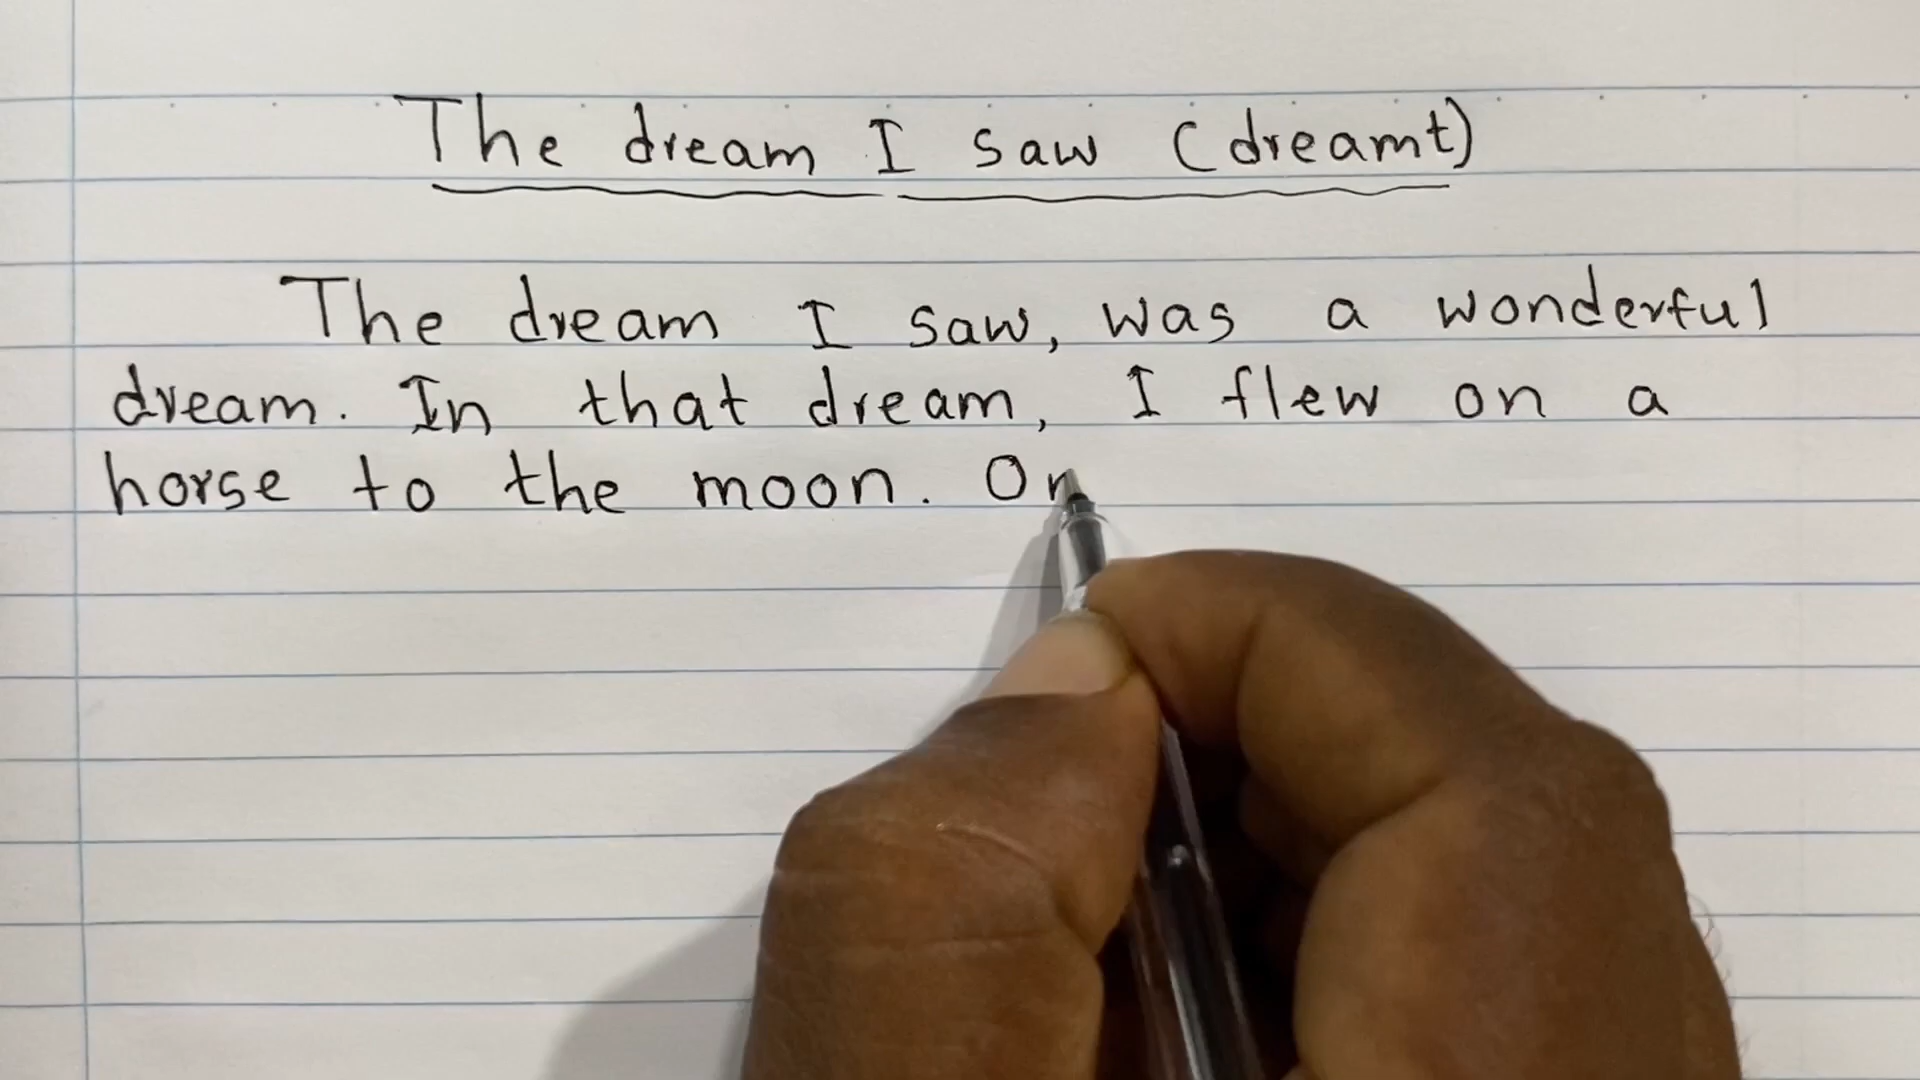 The dream I saw (dreamt)
The dream I saw, was a wonderful
dream. In that dream, I flew on a
horse to the moon. On